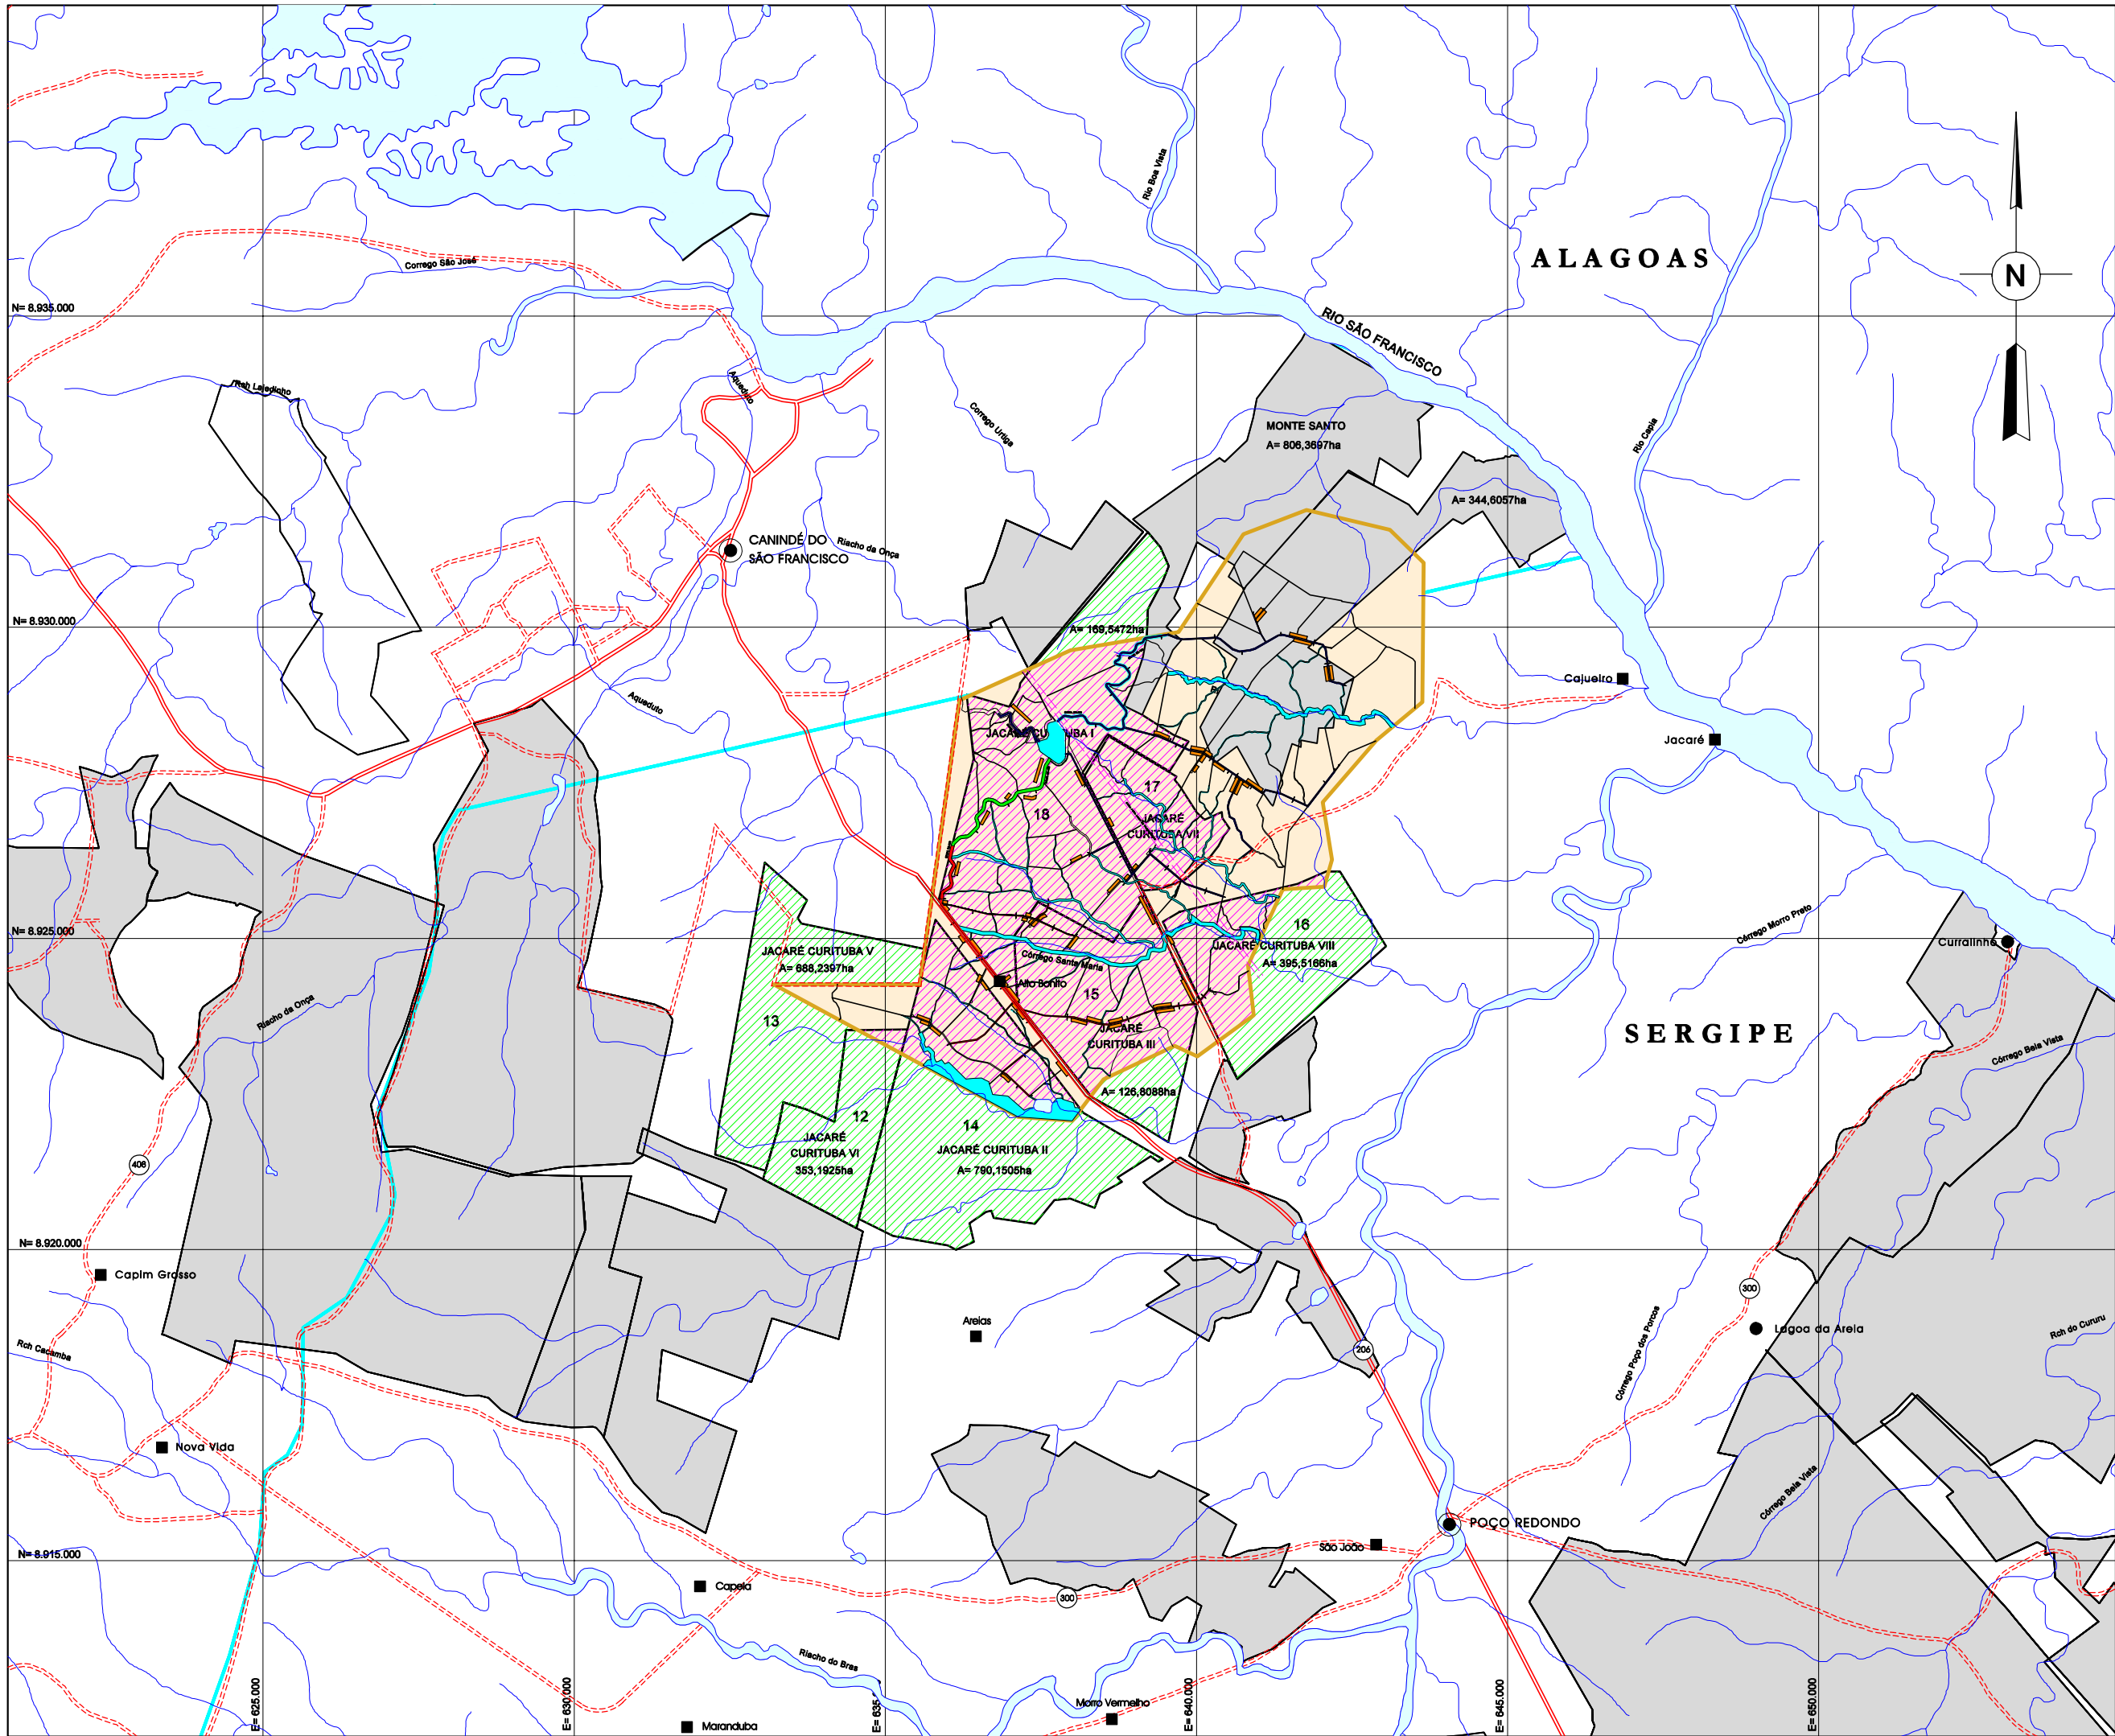 ALAGOAS
Rio Boa Vista
Corrego São José
N
N= 8.935.000
RIO SÃO FRANCISCO
Rch Lajedinho
Aqueduto
Corrego Urtiga
MONTE SANTO
A= 806,3697ha
Rio Capia
A= 344,6057ha
CANINDÉ DO
SÃO FRANCISCO
Riacho da Onça
N= 8.930.000
A= 169,5472ha
Cajueiro
Aqueduto
JACARÉ CURITUBA I
Jacaré
17
18
JACARÉ
CURITUBA VII
16
N= 8.925.000
JACARÉ CURITUBA V
A= 688,2397ha
JACARÉ CURITUBA VIII
A= 395,5166ha
Córrego Santa Maria
Córrego Morro Preto
Curralinho
Alto Bonito
15
Riacho da Onça
13
JACARÉ
CURITUBA III
SERGIPE
Córrego Bela Vista
A= 126,8088ha
12
14
JACARÉ
CURITUBA VI
353,1925ha
JACARÉ CURITUBA II
A= 790,1505ha
408
N= 8.920.000
Capim Grosso
300
Areias
Lagoa da Areia
Rch do Cururu
Rch Cacamba
206
Córrego Poço dos Porcos
Nova Vida
Córrego Bela Vista
POÇO REDONDO
São João
N= 8.915.000
Capela
300
Riacho do Bras
Morro Vermelho
Maranduba
E= 625.000
E= 630.000
E= 635
E= 640.000
E= 645.000
E= 650.000